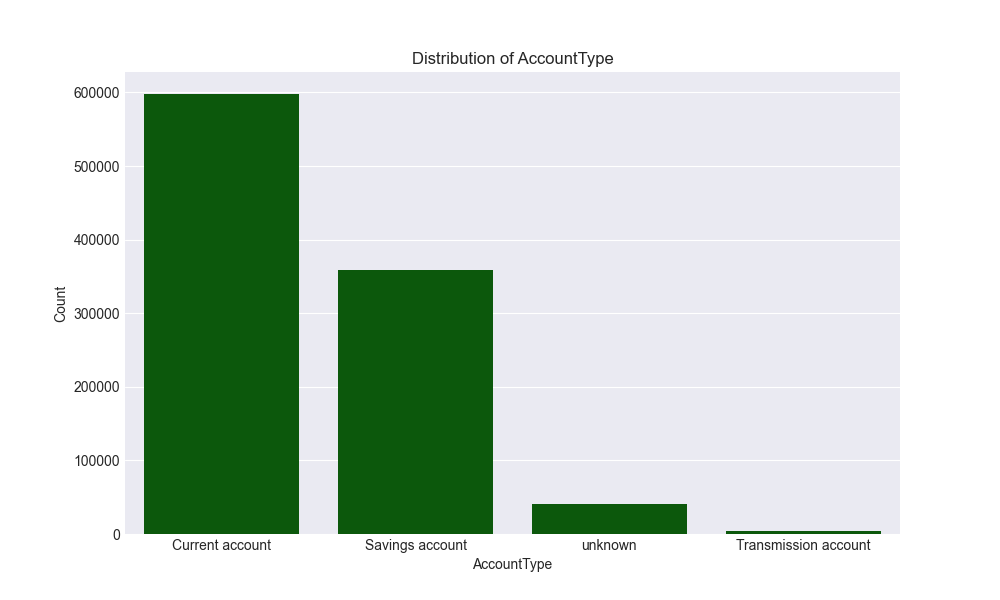 Distribution of AccountType
600000
500000
400000
300000
200000
100000
0
Count
Current account
Savings account
unknown
Transmission account
AccountType